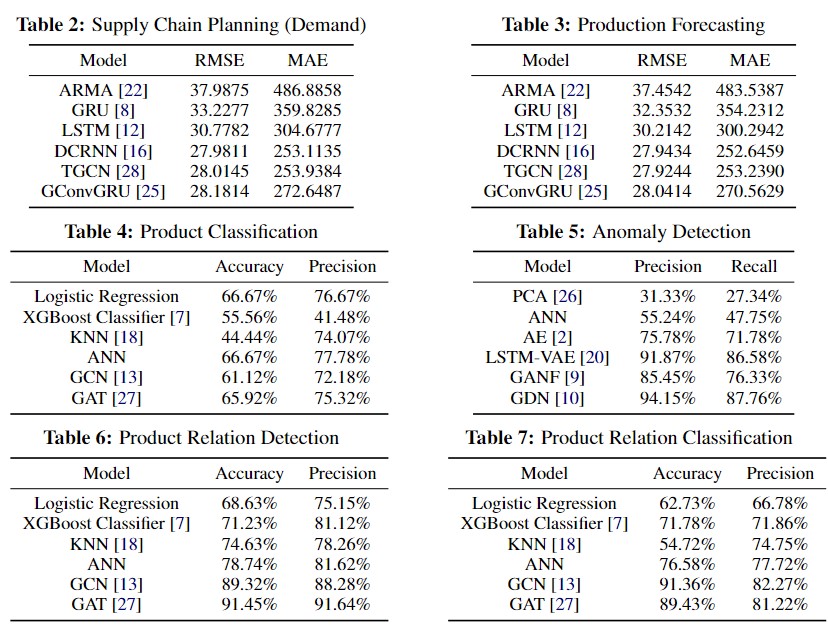 Table 2: Supply Chain Planning (Demand)
Model RMSE MAE
ARMA [22] 37.9875 486.8858
GRU [8] 33.2277 359.8285
LSTM [12] 30.7782 304.6777
DCRNN [16] 27.9811 253.1135
TGCN [28] 28.0145 253.9384
GConvGRU [25] 28.1814 272.6487
Table 3: Production Forecasting
Model RMSE MAE
ARMA [22] 37.4542 483.5387
GRU [8] 32.3532 354.2312
LSTM [12] 30.2142 300.2942
DCRNN [16] 27.9434 252.6459
TGCN [28] 27.9244 253.2390
GConvGRU [25] 28.0414 270.5629
Table 4: Product Classification
Model Accuracy Precision
Logistic Regression 66.67% 76.67%
XGBoost Classifier [7] 55.56% 41.48%
KNN [18] 44.44% 74.07%
ANN 66.67% 77.78%
GCN [13] 61.12% 72.18%
GAT [27] 65.92% 75.32%
Table 5: Anomaly Detection
Model Precision Recall
PCA [26] 31.33% 27.34%
ANN 55.24% 47.75%
AE [2] 75.78% 71.78%
LSTM-VAE [20] 91.87% 86.58%
GANF [9] 85.45% 76.33%
GDN [10] 94.15% 87.76%
Table 6: Product Relation Detection
Model Accuracy Precision
Logistic Regression 68.63% 75.15%
XGBoost Classifier [7] 71.23% 81.12%
KNN [18] 74.63% 78.26%
ANN 78.74% 81.62%
GCN [13] 89.32% 88.28%
GAT [27] 91.45% 91.64%
Table 7: Product Relation Classification
Model Accuracy Precision
Logistic Regression 62.73% 66.78%
XGBoost Classifier [7] 71.78% 71.86%
KNN [18] 54.72% 74.75%
ANN 76.58% 77.72%
GCN [13] 91.36% 82.27%
GAT [27] 89.43% 81.22%